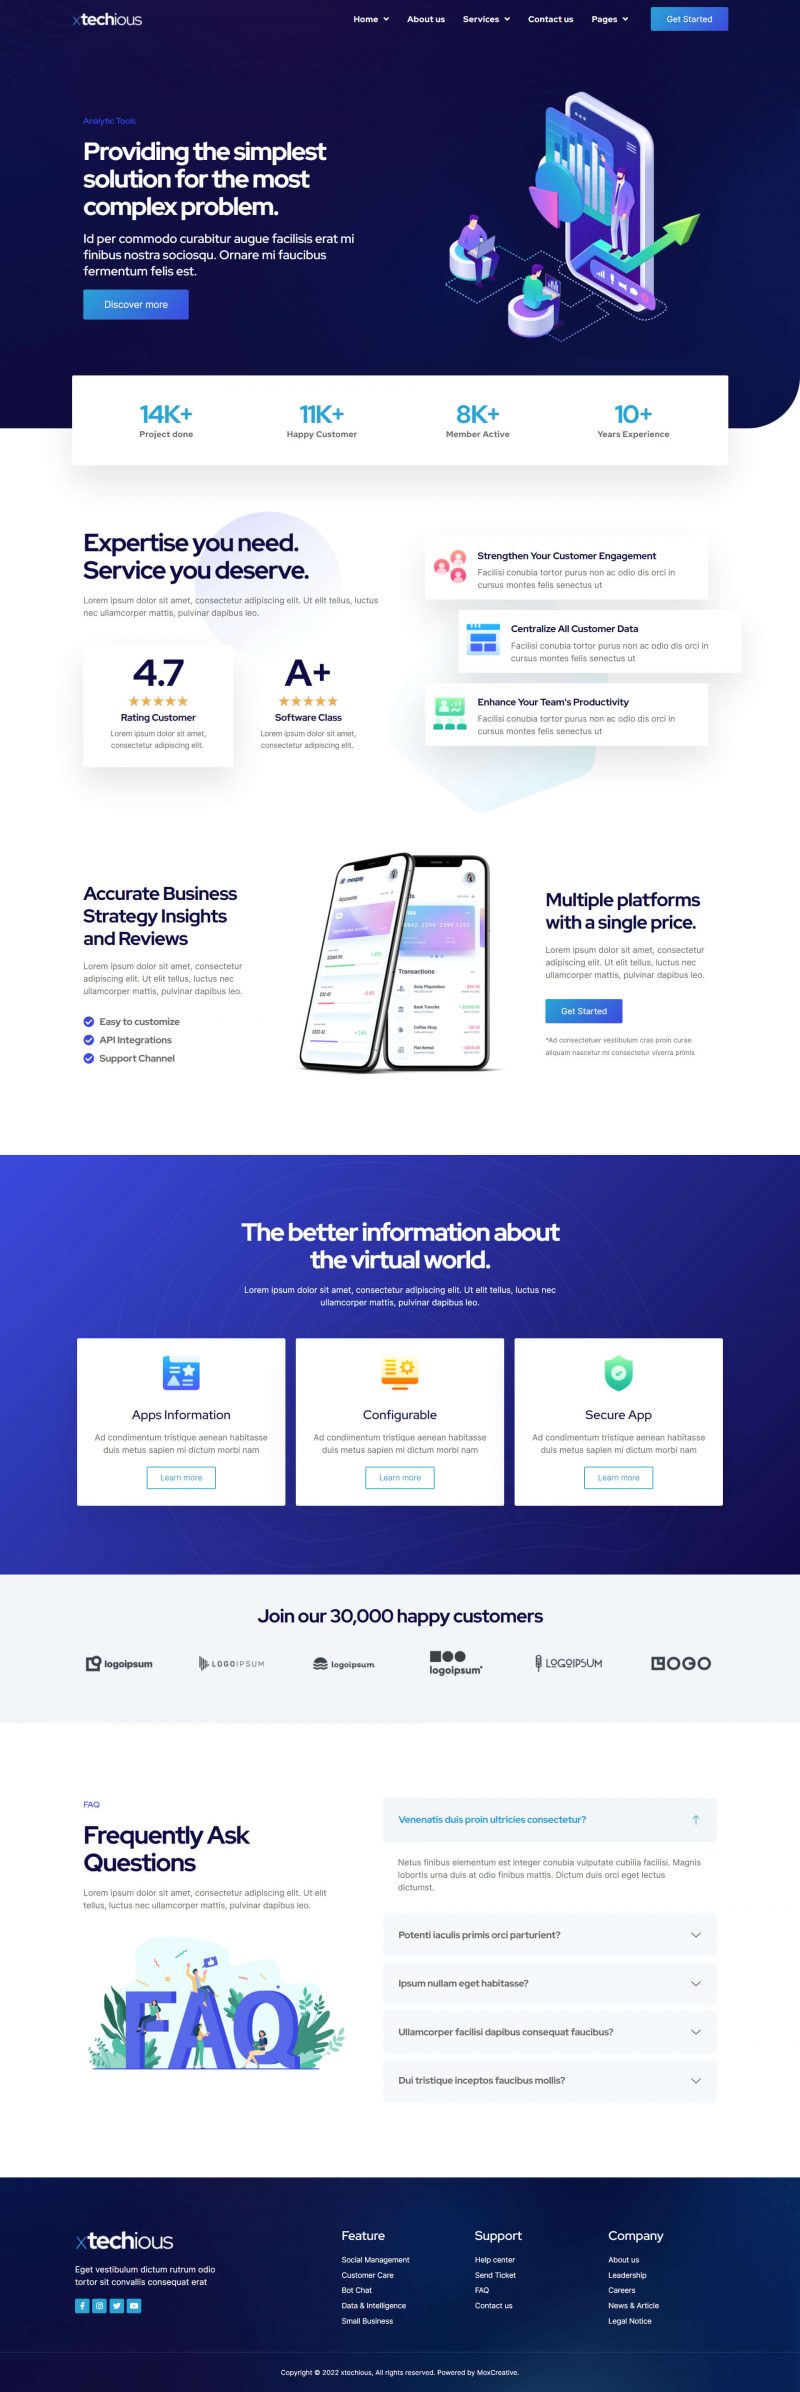 xtechious
Home
About us
Services
Contact us
Pages
Get Started
Analytic Tools
Providing the simplest
solution for the most
complex problem.
Id per commodo curabitur augue facilisis erat mi
finibus nostra sociosqu. Ornare mi faucibus
fermentum felis est.
Discover more
14K+
Project done
11K+
Happy Customer
8K+
Member Active
10+
Years Experience
Expertise you need.
Service you deserve.
Lorem ipsum dolor sit amet, consectetur adipiscing elit. Ut elit tellus, luctus
nec ullamcorper mattis, pulvinar dapibus leo.
4.7
Rating Customer
Lorem ipsum dolor sit amet,
consectetur adipiscing elit.
A+
Software Class
Lorem ipsum dolor sit amet,
consectetur adipiscing elit.
Strengthen Your Customer Engagement
Facilisi conubia tortor purus non ac odio dis orci in
cursus montes felis senectus ut
Centralize All Customer Data
Facilisi conubia tortor purus non ac odio dis orci in
cursus montes felis senectus ut
Enhance Your Team's Productivity
Facilisi conubia tortor purus non ac odio dis orci in
cursus montes felis senectus ut
Accurate Business
Strategy Insights
and Reviews
Lorem ipsum dolor sit amet, consectetur
adipiscing elit. Ut elit tellus, luctus nec
ullamcorper mattis, pulvinar dapibus leo.
Easy to customize
API Integrations
Support Channel
moxpay
Accounts
Transactions
Sony Playstation
Bank Transfer
Coffee Shop
Flat Rental
Multiple platforms
with a single price.
Lorem ipsum dolor sit amet, consectetur
adipiscing elit. Ut elit tellus, luctus nec
ullamcorper mattis, pulvinar dapibus leo.
Get Started
*Ad consectetuer vestibulum cras proin curae
aliquam nascetur mi consectetur viverra primis
The better information about
the virtual world.
Lorem ipsum dolor sit amet, consectetur adipiscing elit. Ut elit tellus, luctus nec
ullamcorper mattis, pulvinar dapibus leo.
Apps Information
Ad condimentum tristique aenean habitasse
duis metus sapien mi dictum morbi nam
Learn more
Configurable
Ad condimentum tristique aenean habitasse
duis metus sapien mi dictum morbi nam
Learn more
Secure App
Ad condimentum tristique aenean habitasse
duis metus sapien mi dictum morbi nam
Learn more
Join our 30,000 happy customers
logoipsum
LOGOIPSUM
logoipsum
logoipsum
LOGOIPSUM
LOGO
FAQ
Frequently Ask
Questions
Lorem ipsum dolor sit amet, consectetur adipiscing elit. Ut elit
tellus, luctus nec ullamcorper mattis, pulvinar dapibus leo.
FAQ
Venenatis duis proin ultricies consectetur?
Netus finibus elementum est integer conubia vulputate cubilia facilisi. Magnis
lobortis urna duis at odio finibus mattis. Dictum duis orci eget lectus
dictumst.
Potenti iaculis primis orci parturient?
Ipsum nullam eget habitasse?
Ullamcorper facilisi dapibus consequat faucibus?
Dui tristique inceptos faucibus mollis?
xtechious
Eget vestibulum dictum rutrum odio
tortor sit convallis consequat erat
Feature
Social Management
Customer Care
Bot Chat
Data & Intelligence
Small Business
Support
Help center
Send Ticket
FAQ
Contact us
Company
About us
Leadership
Careers
News & Article
Legal Notice
Copyright © 2022 xtechious, All rights reserved. Powered by MoxCreative.